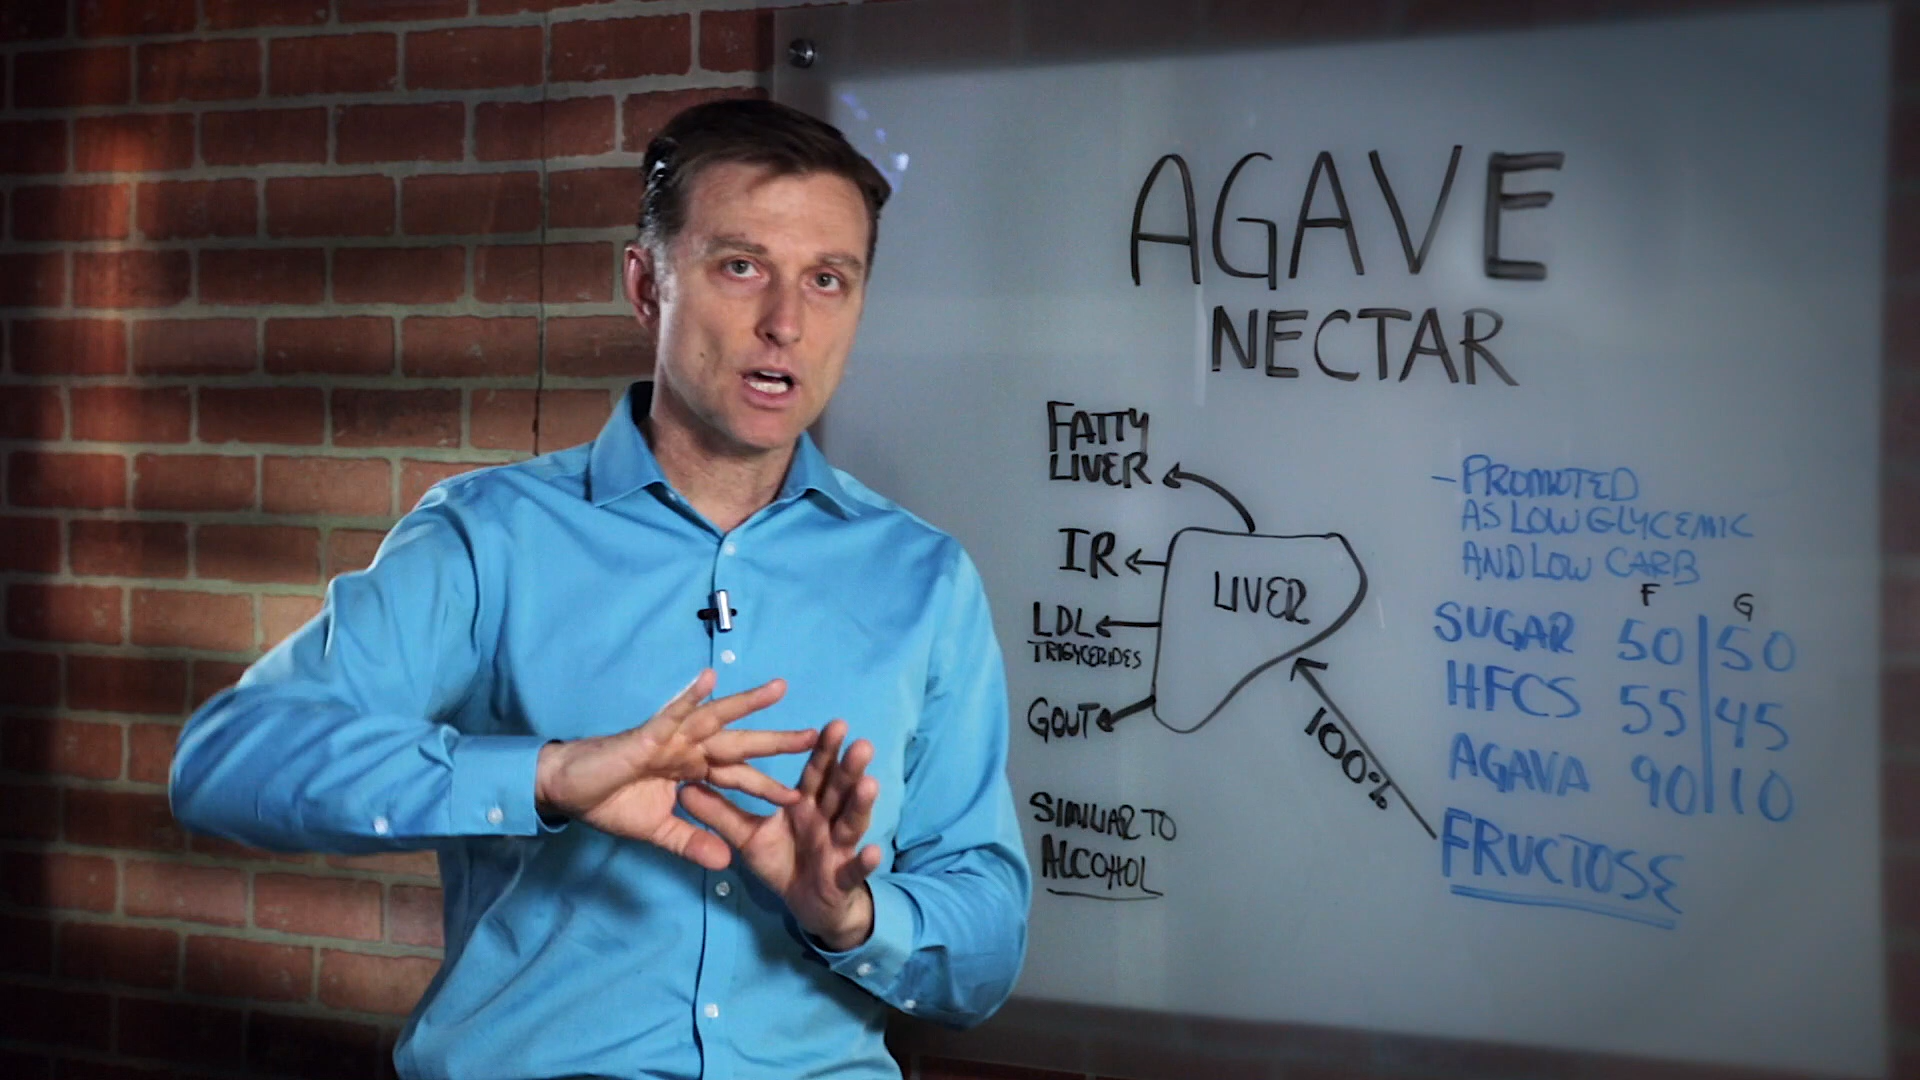 AGAVE
NECTAR
FATTY
LIVER
IR
LDL
TRIGYCERIDES
GOUT
LIVER
100%
SIMILIAR TO
ALCOHOL
- PROMOTED
AS LOW GLYCEMIC
AND LOW CARB
F G
SUGAR 50 50
HFCS 55 45
AGAVA 90 10
FRUCTOSE